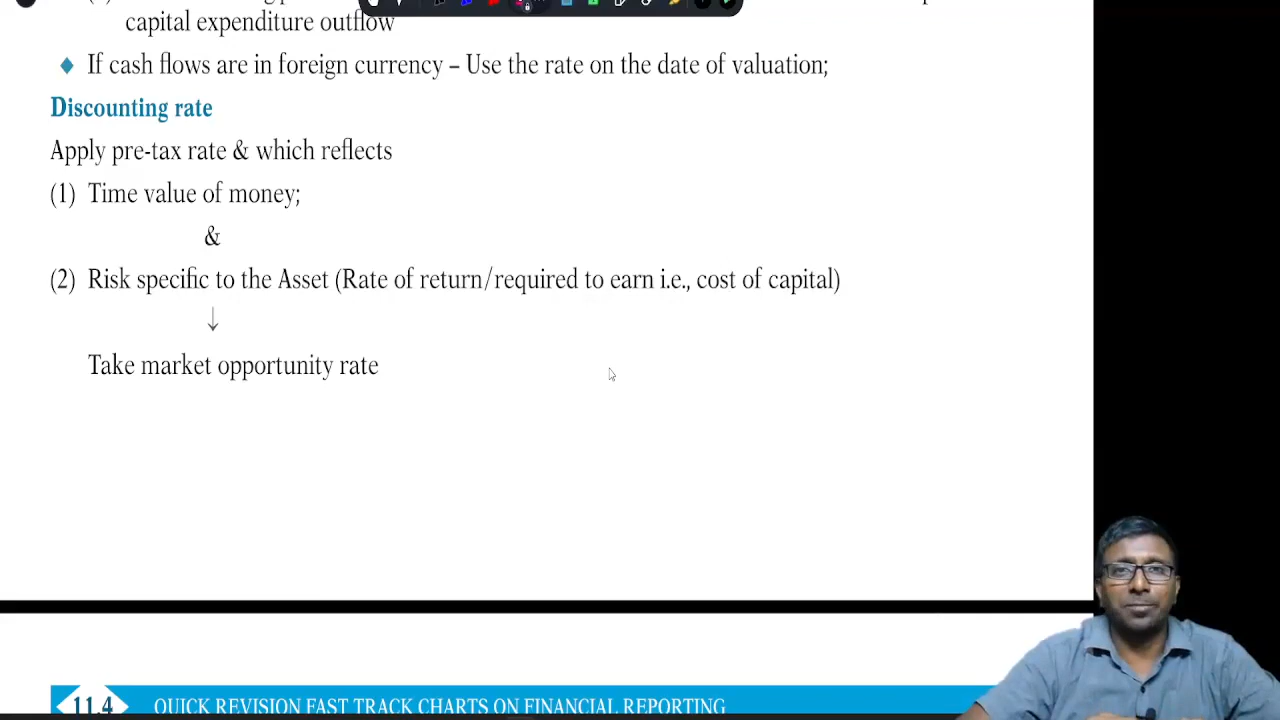 capital expenditure outflow
♦ If cash flows are in foreign currency – Use the rate on the date of valuation;
Discounting rate
Apply pre-tax rate & which reflects
(1) Time value of money;
&
(2) Risk specific to the Asset (Rate of return/required to earn i.e., cost of capital)
↓
Take market opportunity rate
11.4 QUICK REVISION FAST TRACK CHARTS ON FINANCIAL REPORTING